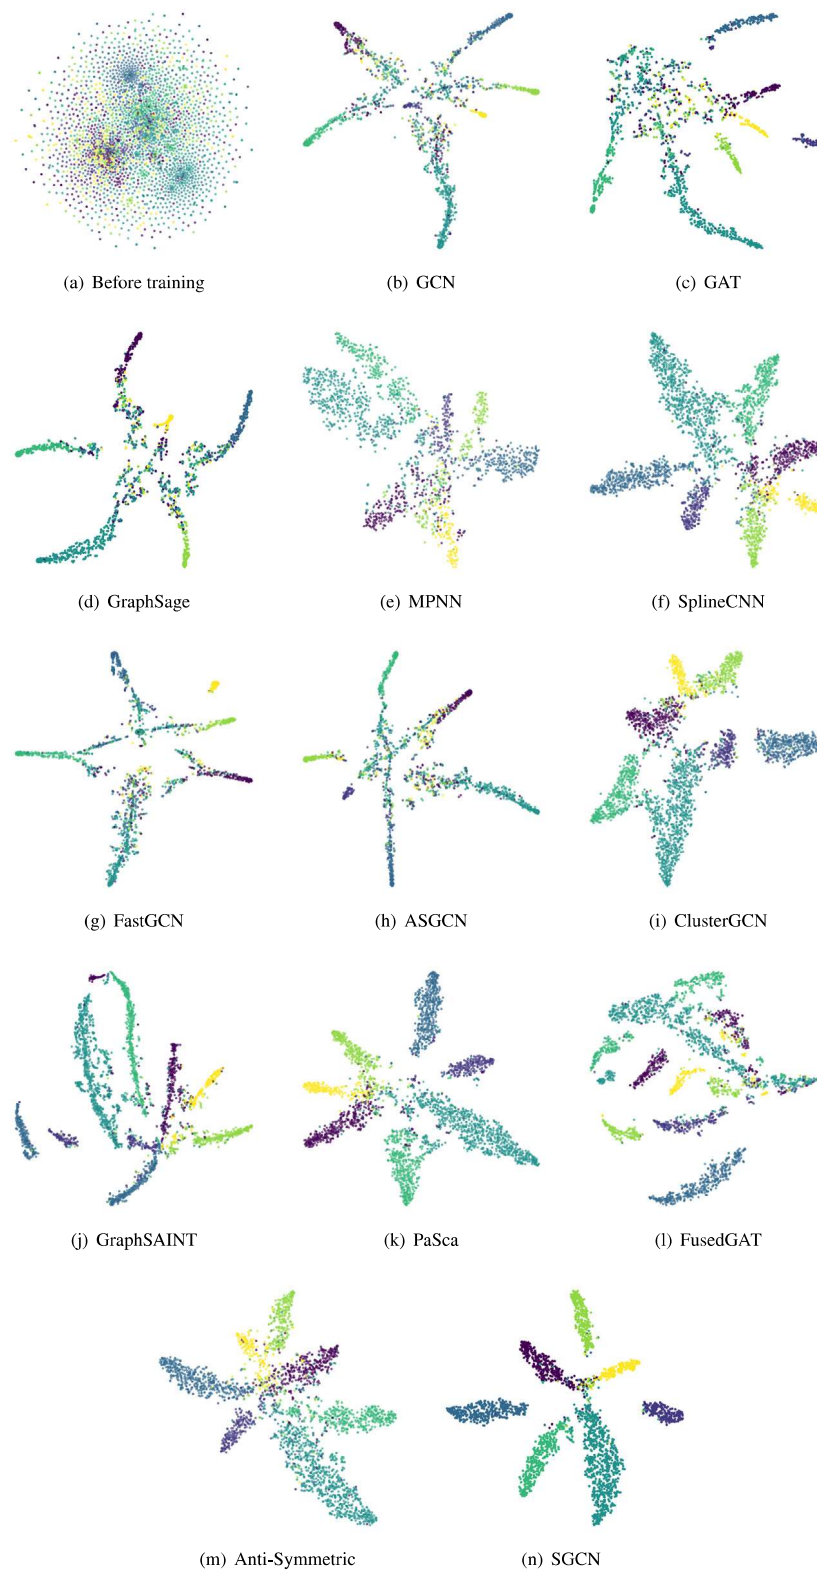 (a) Before training
(b) GCN
(c) GAT
(d) GraphSage
(e) MPNN
(f) SplineCNN
(g) FastGCN
(h) ASGCN
(i) ClusterGCN
(j) GraphSAINT
(k) PaSca
(l) FusedGAT
(m) Anti-Symmetric
(n) SGCN